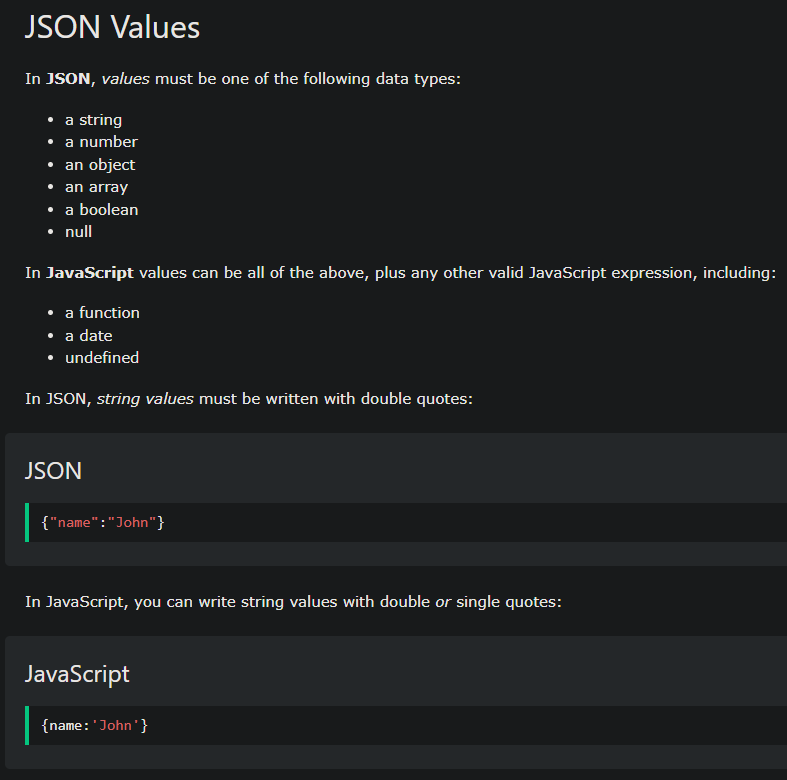 JSON Values
In JSON, values must be one of the following data types:
• a string
• a number
• an object
• an array
• a boolean
• null
In JavaScript values can be all of the above, plus any other valid JavaScript expression, including:
• a function
• a date
• undefined
In JSON, string values must be written with double quotes:
JSON
{"name":"John"}
In JavaScript, you can write string values with double or single quotes:
JavaScript
{name:'John'}